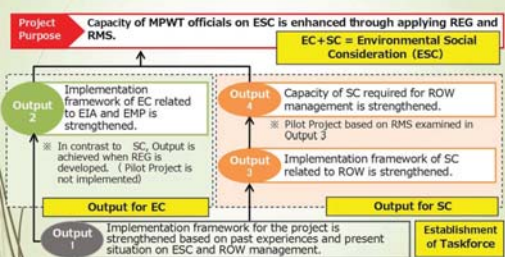 Project
Purpose
Capacity of MPWT officials on ESC is enhanced through applying REG and
RMS.
EC+SC = Environmental Social
Consideration (ESC)
Output
2
Implementation
framework of EC related
to EIA and EMP is
strengthened.
※ In contrast to SC, Output is
achieved when REG is
developed. ( Pilot Project is
not implemented)
Output for EC
Output
4
Capacity of SC required for ROW
management is strengthened.
※ Pilot Project based on RMS examined in
Output 3
Output
3
Implementation framework of SC
related to ROW is strengthened.
Output for SC
Output
1
Implementation framework for the project is
strengthened based on past experiences and present
situation on ESC and ROW management.
Establishment
of Taskforce